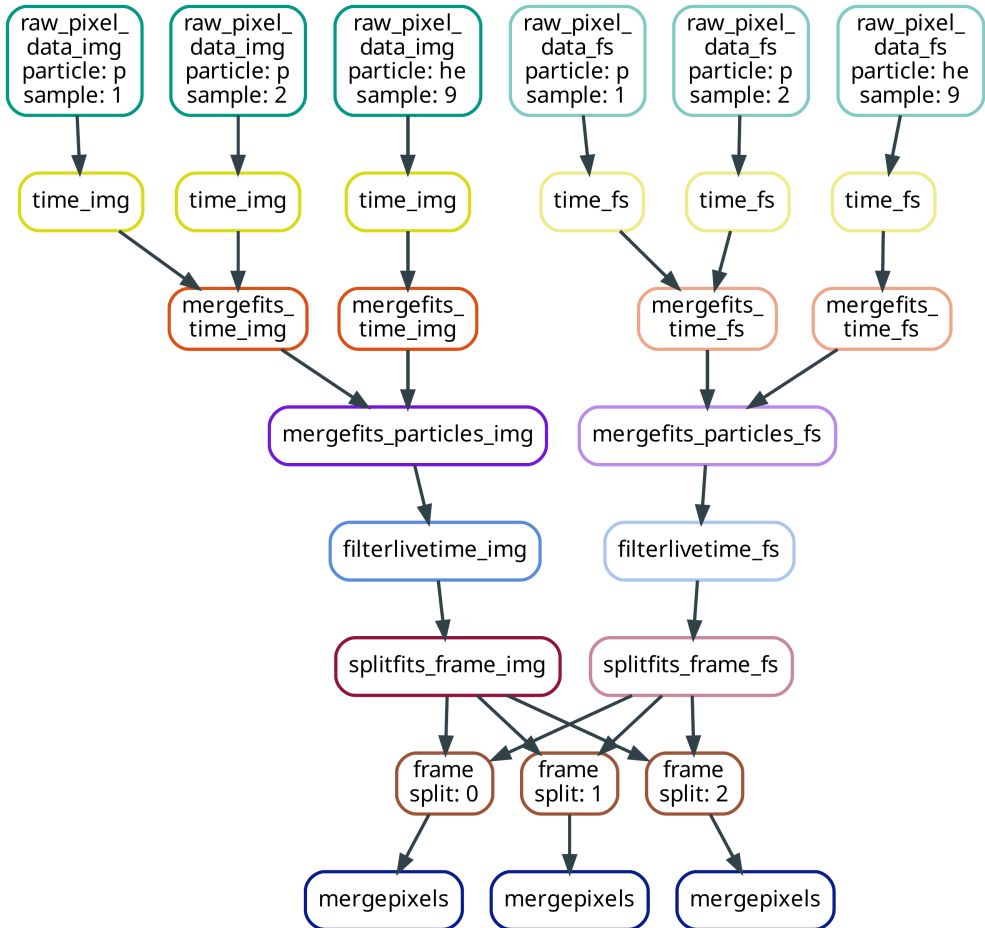 raw_pixel_
data_img
particle: p
sample: 1
raw_pixel_
data_img
particle: p
sample: 2
raw_pixel_
data_img
particle: he
sample: 9
raw_pixel_
data_fs
particle: p
sample: 1
raw_pixel_
data_fs
particle: p
sample: 2
raw_pixel_
data_fs
particle: he
sample: 9
time_img
time_img
time_img
time_fs
time_fs
time_fs
mergefits_
time_img
mergefits_
time_img
mergefits_
time_fs
mergefits_
time_fs
mergefits_particles_img
mergefits_particles_fs
filterlivetime_img
filterlivetime_fs
splitfits_frame_img
splitfits_frame_fs
frame
split: 0
frame
split: 1
frame
split: 2
mergepixels
mergepixels
mergepixels